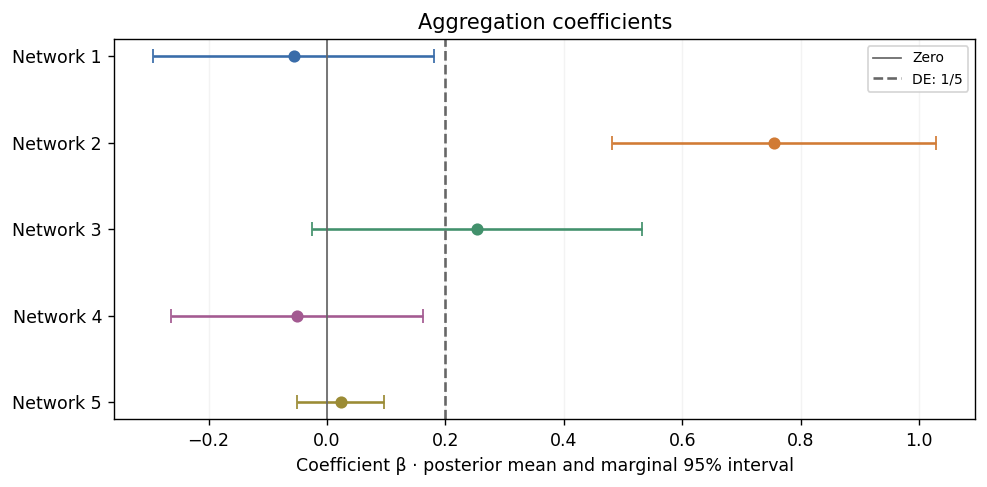 Aggregation coefficients
Network 1
Network 2
Network 3
Network 4
Network 5
Zero
DE: 1/5
−0.2 0.0 0.2 0.4 0.6 0.8 1.0
Coefficient β · posterior mean and marginal 95% interval